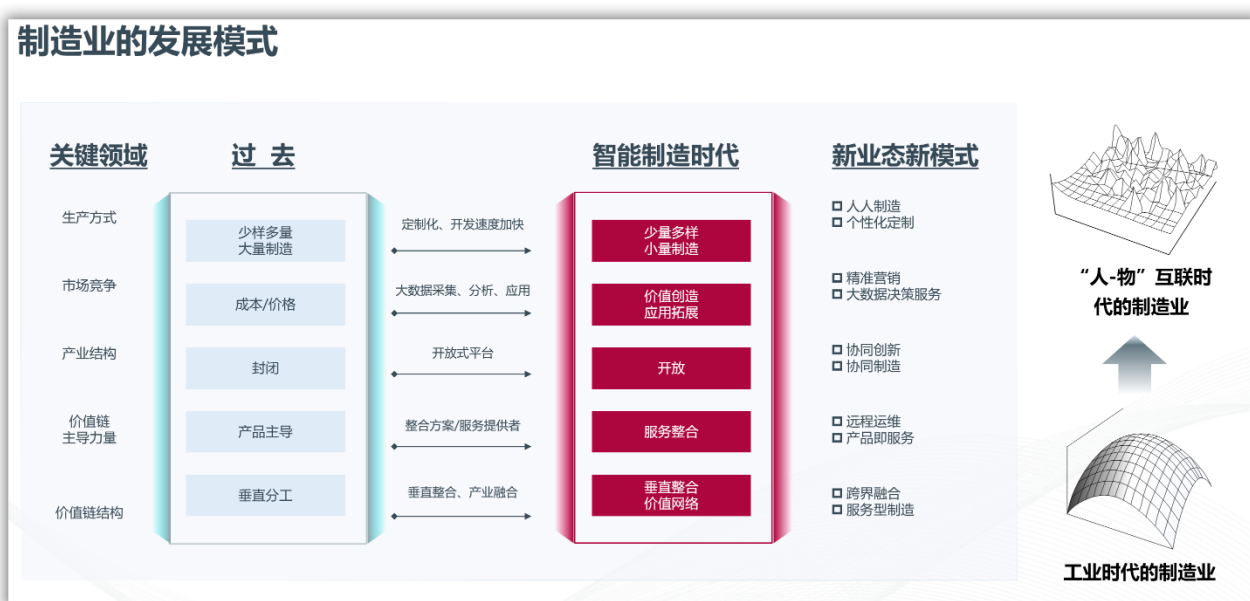 制造业的发展模式
关键领域
过 去
智能制造时代
新业态新模式
生产方式
少样多量
大量制造
定制化、开发速度加快
少量多样
小量制造
人人制造
个性化定制
市场竞争
成本/价格
大数据采集、分析、应用
价值创造
应用拓展
精准营销
大数据决策服务
产业结构
封闭
开放式平台
开放
协同创新
协同制造
价值链
主导力量
产品主导
整合方案/服务提供者
服务整合
远程运维
产品即服务
价值链结构
垂直分工
垂直整合、产业融合
垂直整合
价值网络
跨界融合
服务型制造
“人-物”互联时
代的制造业
工业时代的制造业